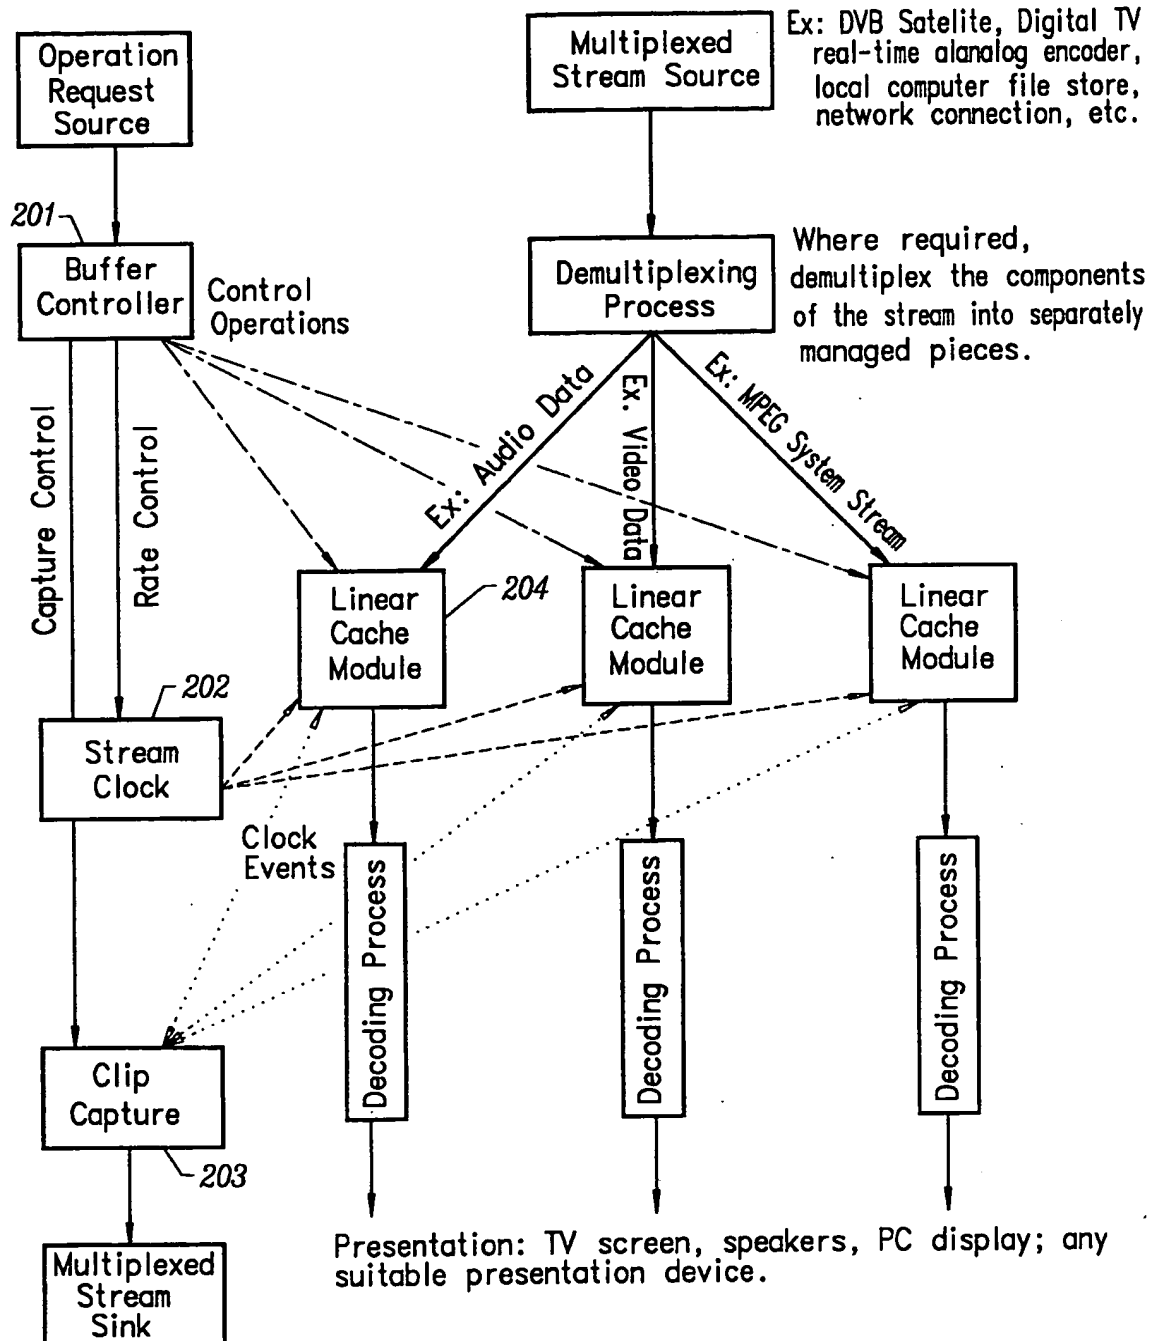 Operation
Request
Source
Multiplexed
Stream Source
Ex: DVB Satelite, Digital TV
real-time alanalog encoder,
local computer file store,
network connection, etc.
201
Buffer
Controller
Control
Operations
Demultiplexing
Process
Where required,
demultiplex the components
of the stream into separately
managed pieces.
Capture Control
Rate Control
Ex: Audio Data
Ex. Video Data
Ex: MPEG System Stream
Linear
Cache
Module
204
Linear
Cache
Module
Linear
Cache
Module
202
Stream
Clock
Clock
Events
Decoding Process
Decoding Process
Decoding Process
Clip
Capture
203
Multiplexed
Stream
Sink
Presentation: TV screen, speakers, PC display; any
suitable presentation device.